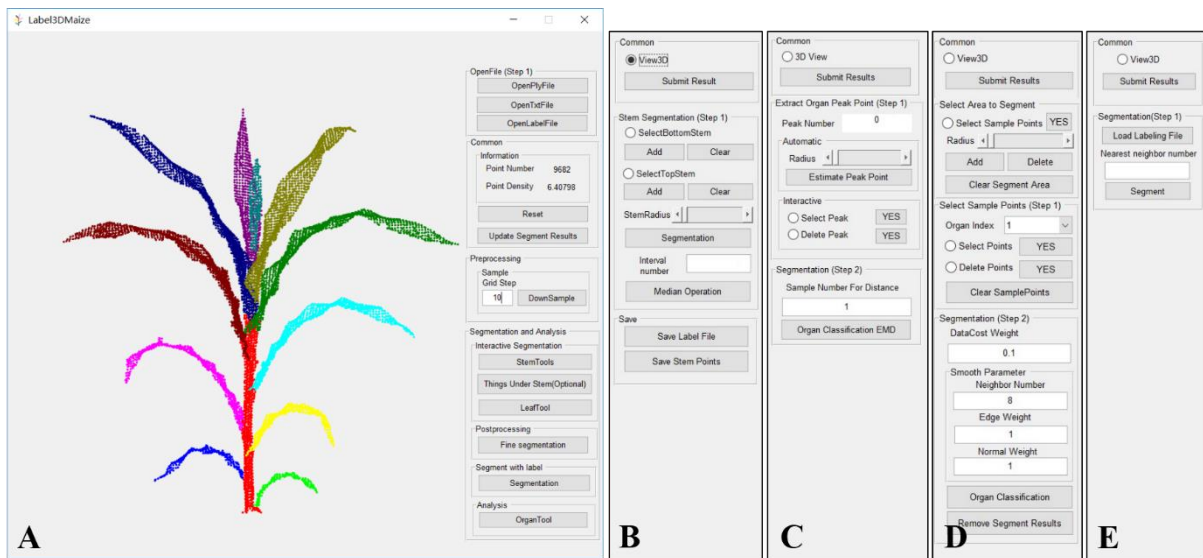 Label3DMaize
OpenFile (Step 1)
OpenPlyFile
OpenTxtFile
OpenLabelFile
Common
Information
Point Number 9682
Point Density 6.40798
Reset
Update Segment Results
Preprocessing
Sample
Grid Step
10 DownSample
Segmentation and Analysis
Interactive Segmentation
StemTools
Things Under Stem(Optional)
LeafTool
Postprocessing
Fine segmentation
Segment with label
Segmentation
Analysis
OrganTool
A
Common
View3D
Submit Result
Stem Segmentation (Step 1)
SelectBottomStem
Add Clear
SelectTopStem
Add Clear
StemRadius
Segmentation
Interval
number
Median Operation
Save
Save Label File
Save Stem Points
B
Common
3D View
Submit Results
Extract Organ Peak Point (Step 1)
Peak Number 0
Automatic
Radius
Estimate Peak Point
Interactive
Select Peak YES
Delete Peak YES
Segmentation (Step 2)
Sample Number For Distance
1
Organ Classification EMD
C
Common
View3D
Submit Results
Select Area to Segment
Select Sample Points YES
Radius
Add Delete
Clear Segment Area
Select Sample Points (Step 1)
Organ Index 1
Select Points YES
Delete Points YES
Clear SamplePoints
Segmentation (Step 2)
DataCost Weight
0.1
Smooth Parameter
Neighbor Number
8
Edge Weight
1
Normal Weight
1
Organ Classification
Remove Segment Results
D
Common
View3D
Submit Results
Segmentation(Step 1)
Load Labeling File
Nearest neighbor number
Segment
E